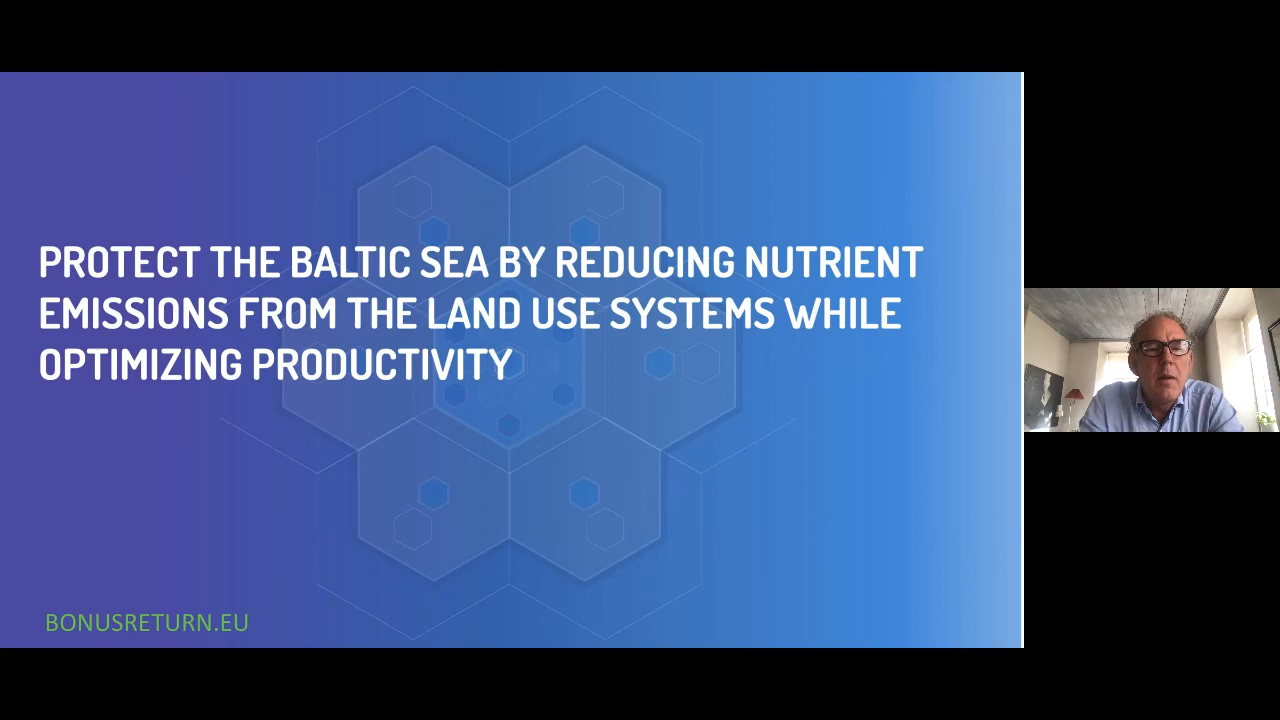 PROTECT THE BALTIC SEA BY REDUCING NUTRIENT
EMISSIONS FROM THE LAND USE SYSTEMS WHILE
OPTIMIZING PRODUCTIVITY
BONUSRETURN.EU